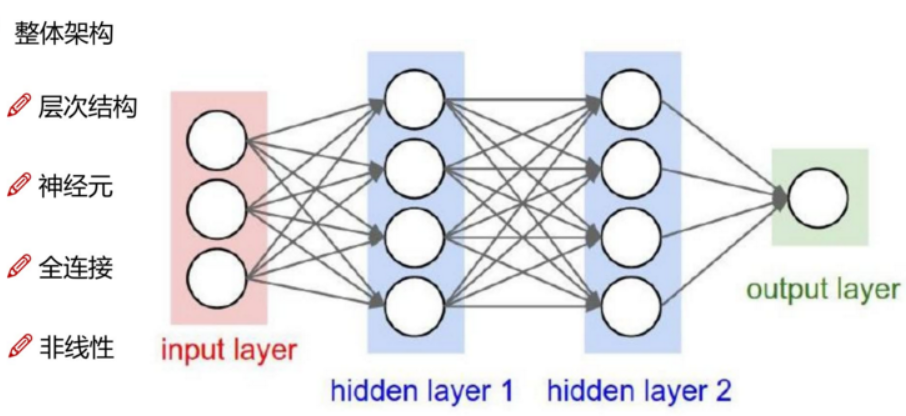 整体架构
层次结构
神经元
全连接
非线性
input layer
hidden layer 1
hidden layer 2
output layer